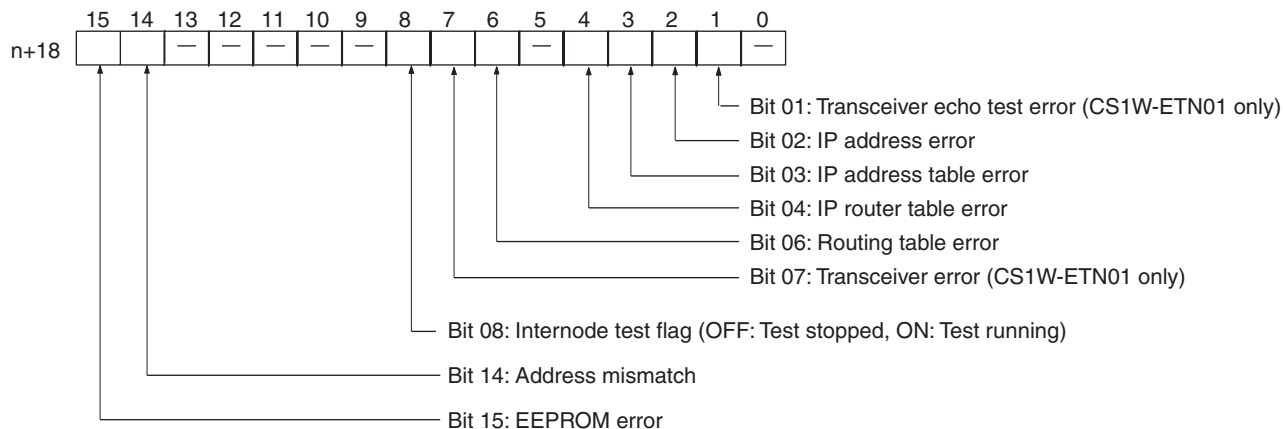 15 14 13 12 11 10 9 8 7 6 5 4 3 2 1 0
n+18 — — — — — — —
Bit 01: Transceiver echo test error (CS1W-ETN01 only)
Bit 02: IP address error
Bit 03: IP address table error
Bit 04: IP router table error
Bit 06: Routing table error
Bit 07: Transceiver error (CS1W-ETN01 only)
Bit 08: Internode test flag (OFF: Test stopped, ON: Test running)
Bit 14: Address mismatch
Bit 15: EEPROM error